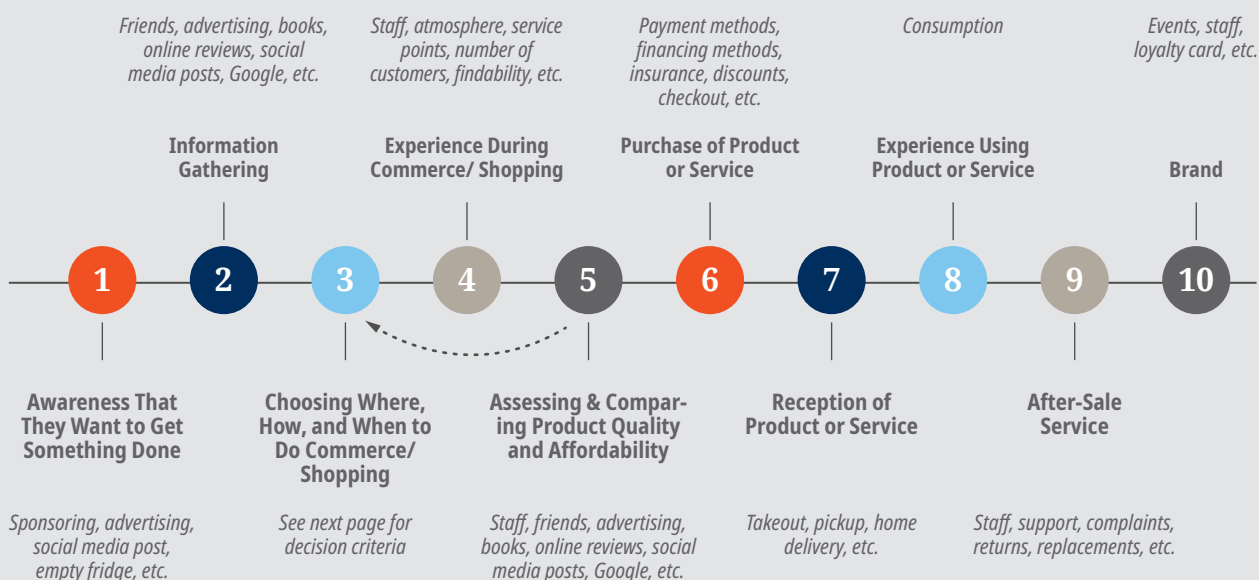 Friends, advertising, books,
online reviews, social
media posts, Google, etc.
Staff, atmosphere, service
points, number of
customers, findability, etc.
Payment methods,
financing methods,
insurance, discounts,
checkout, etc.
Consumption
Events, staff,
loyalty card, etc.
Information
Gathering
Experience During
Commerce/ Shopping
Purchase of Product
or Service
Experience Using
Product or Service
Brand
1
2
3
4
5
6
7
8
9
10
Awareness That
They Want to Get
Something Done
Choosing Where,
How, and When to
Do Commerce/
Shopping
Assessing & Compar-
ing Product Quality
and Affordability
Reception of
Product or Service
After-Sale
Service
Sponsoring, advertising,
social media post,
empty fridge, etc.
See next page for
decision criteria
Staff, friends, advertising,
books, online reviews, social
media posts, Google, etc.
Takeout, pickup, home
delivery, etc.
Staff, support, complaints,
returns, replacements, etc.